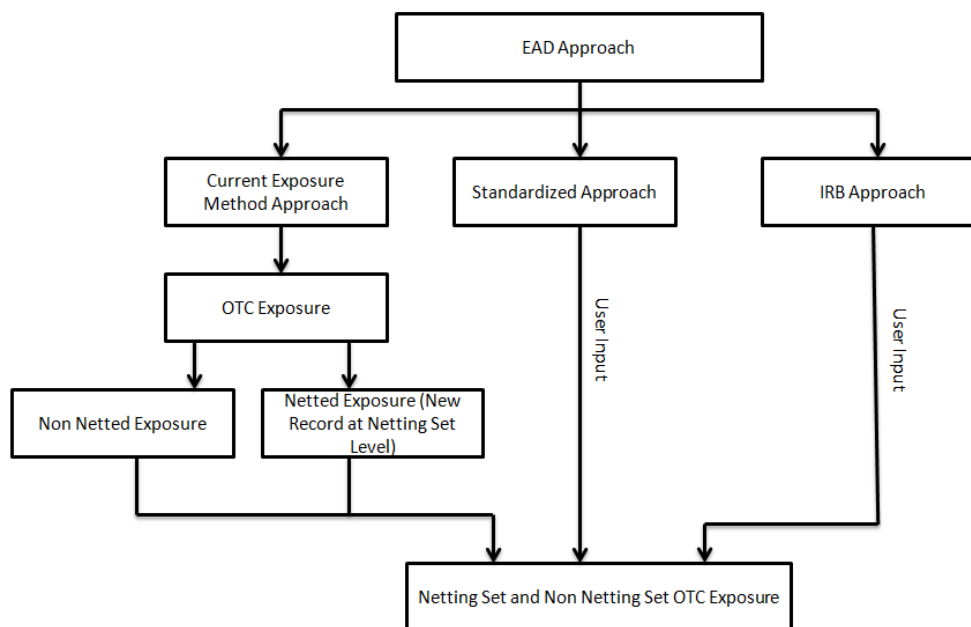 EAD Approach
Current Exposure
Method Approach
Standardized Approach
IRB Approach
OTC Exposure
User Input
User Input
Non Netted Exposure
Netted Exposure (New
Record at Netting Set
Level)
Netting Set and Non Netting Set OTC Exposure